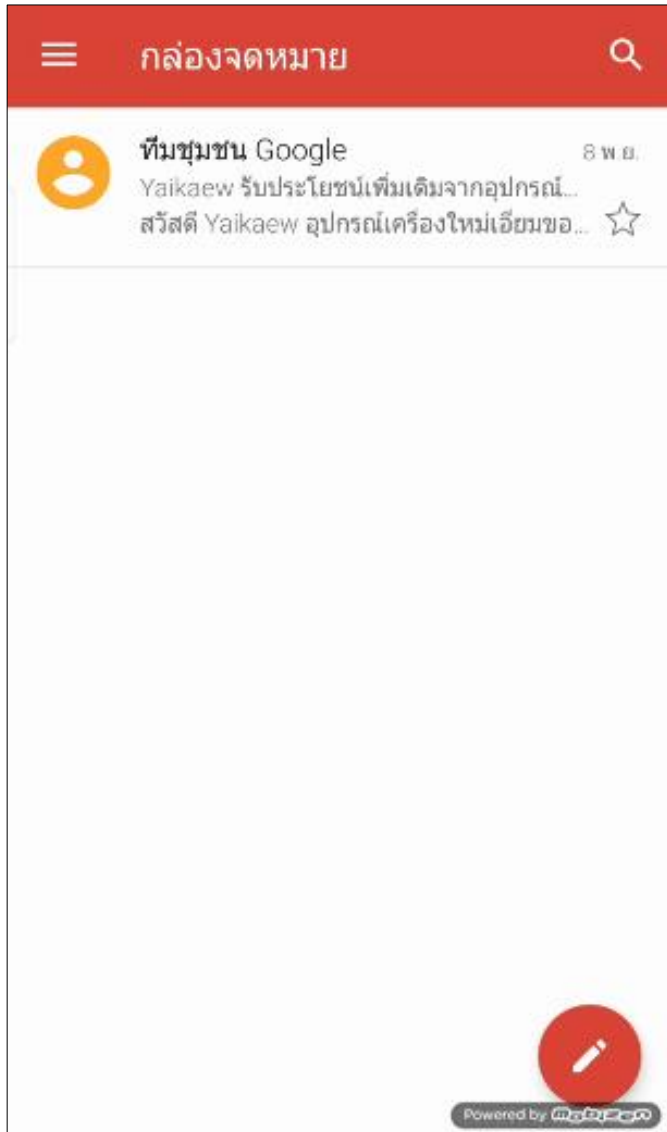 กล่องจดหมาย
ทีมชุมชน Google
8 พ.ย.
Yaikaew รับประโยชน์เพิ่มเติมจากอุปกรณ์...
สวัสดี Yaikaew อุปกรณ์เครื่องใหม่เอี่ยมขอ...
Powered by